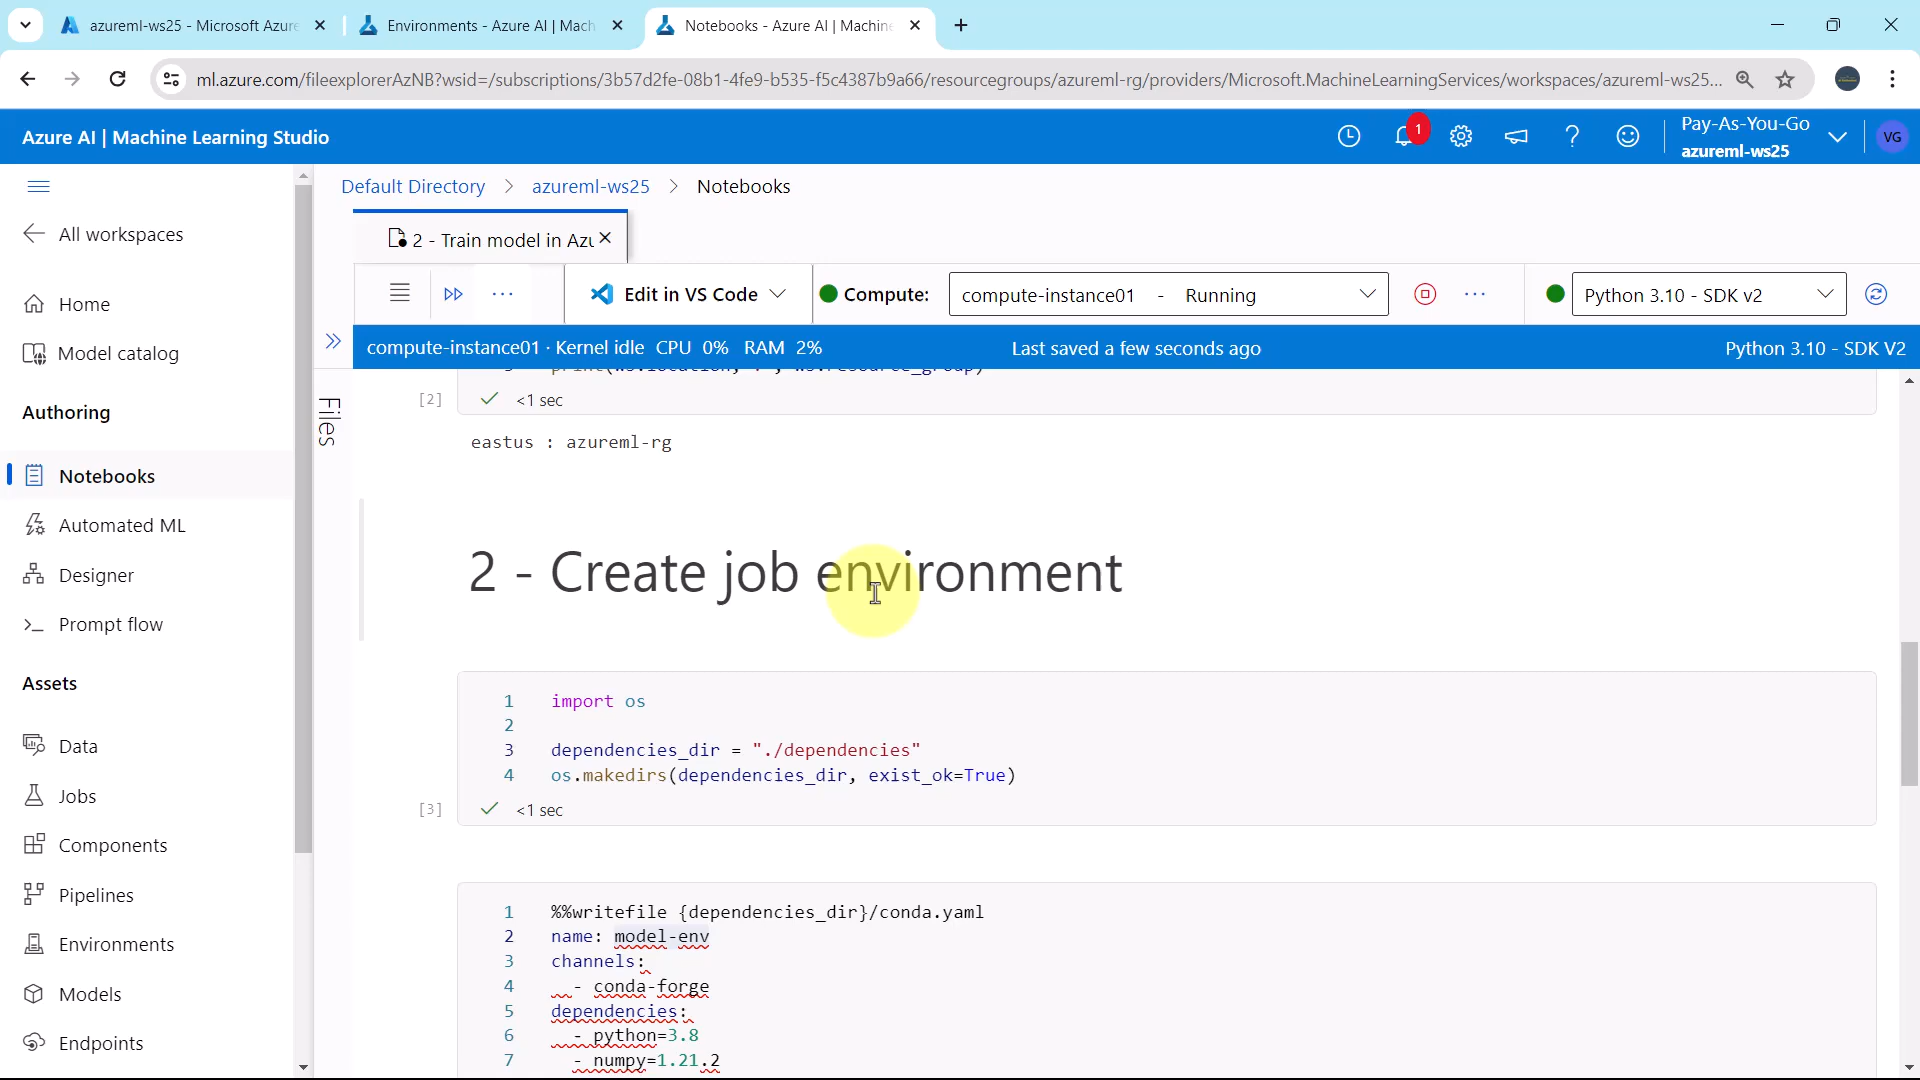 azureml-ws25 - Microsoft Azure
Environments - Azure AI | Mach
Notebooks - Azure AI | Machine
ml.azure.com/fileexplorerAzNB?wsid=/subscriptions/3b57d2fe-08b1-4fe9-b535-f5c4387b9a66/resourcegroups/azureml-rg/providers/Microsoft.MachineLearningServices/workspaces/azureml-ws25...
Azure AI | Machine Learning Studio
1
Pay-As-You-Go
azureml-ws25
VG
All workspaces
Home
Model catalog
Authoring
Notebooks
Automated ML
Designer
Prompt flow
Assets
Data
Jobs
Components
Pipelines
Environments
Models
Endpoints
Default Directory > azureml-ws25 > Notebooks
2 - Train model in Azu
Edit in VS Code
Compute:
compute-instance01 - Running
Python 3.10 - SDK v2
compute-instance01 · Kernel idle CPU 0% RAM 2%
Last saved a few seconds ago
Python 3.10 - SDK V2
Files
[2] <1 sec
eastus : azureml-rg
2 - Create job environment
1 import os
2
3 dependencies_dir = "./dependencies"
4 os.makedirs(dependencies_dir, exist_ok=True)
[3] <1 sec
1 %%writefile {dependencies_dir}/conda.yaml
2 name: model-env
3 channels:
4 - conda-forge
5 dependencies:
6 - python=3.8
7 - numpy=1.21.2